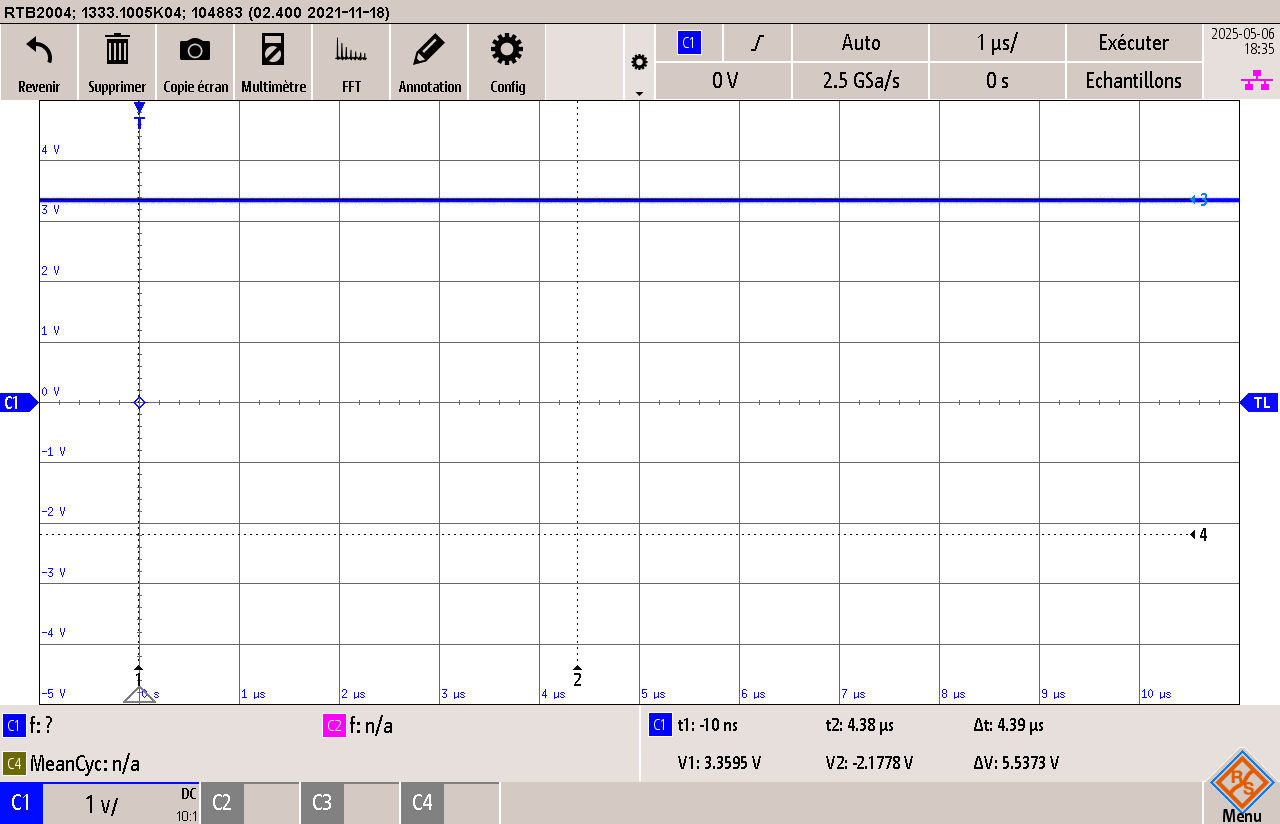 RTB2004; 1333.1005K04; 104883 (02.400 2021-11-18)
Revenir
Supprimer
Copie écran
Multimètre
FFT
Annotation
Config
C1
Auto
1 µs/
Exécuter
2025-05-06
18:35
0 V
2.5 GSa/s
0 s
Echantillons
T
4 V
3 V
3
2 V
1 V
0 V
C1
TL
-1 V
-2 V
4
-3 V
-4 V
1
2
-5 V
0 s
1 µs
2 µs
3 µs
4 µs
5 µs
6 µs
7 µs
8 µs
9 µs
10 µs
C1 f: ?
C2 f: n/a
C1 t1: -10 ns
t2: 4.38 µs
Δt: 4.39 µs
C4 MeanCyc: n/a
V1: 3.3595 V
V2: -2.1778 V
ΔV: 5.5373 V
C1
1 V/
DC
10:1
C2
C3
C4
R
S
Menu